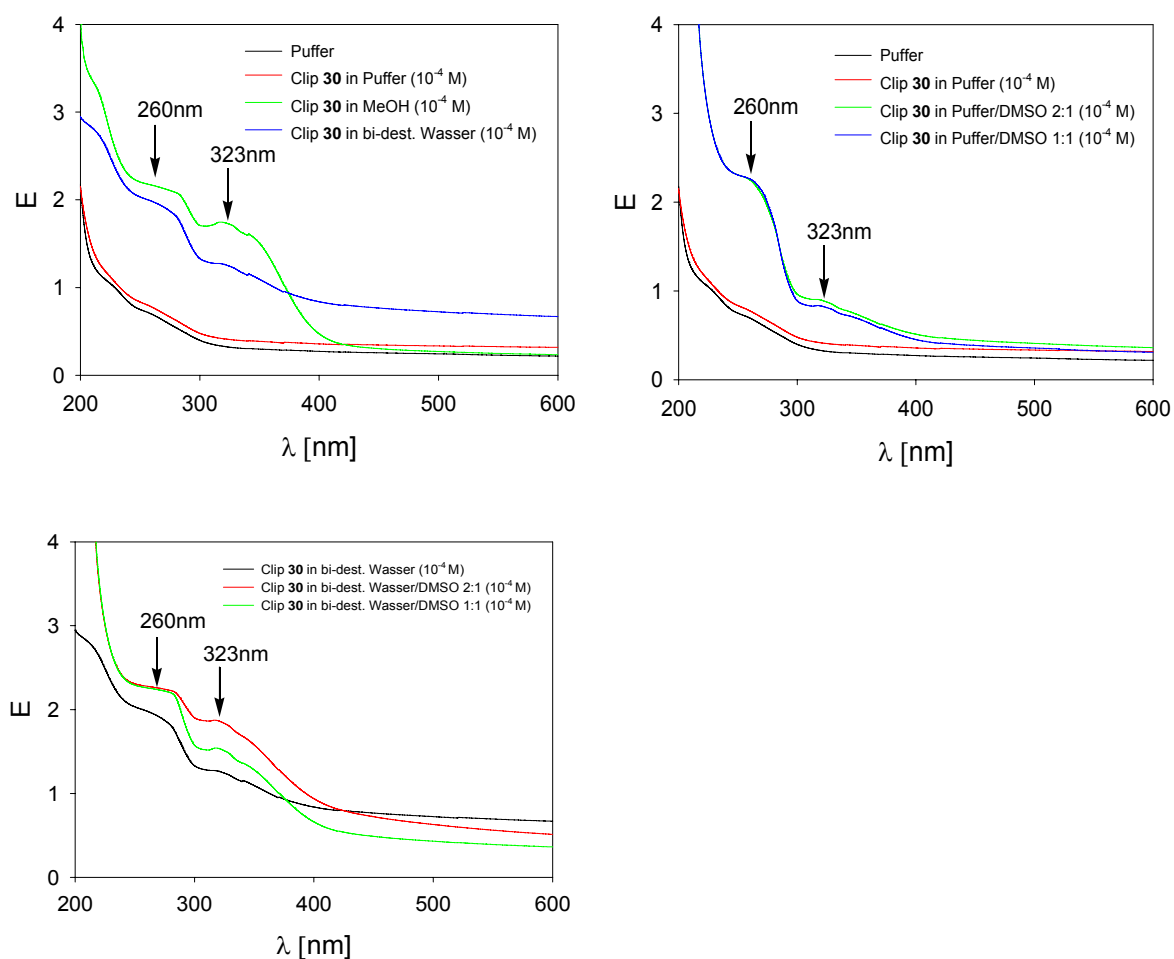 4
3
2
1
0
E
Puffer
Clip 30 in Puffer (10⁻⁴ M)
Clip 30 in MeOH (10⁻⁴ M)
Clip 30 in bi-dest. Wasser (10⁻⁴ M)
260nm
323nm
200 300 400 500 600
λ [nm]
4
3
2
1
0
E
Puffer
Clip 30 in Puffer (10⁻⁴ M)
Clip 30 in Puffer/DMSO 2:1 (10⁻⁴ M)
Clip 30 in Puffer/DMSO 1:1 (10⁻⁴ M)
260nm
323nm
200 300 400 500 600
λ [nm]
4
3
2
1
0
E
Clip 30 in bi-dest. Wasser (10⁻⁴ M)
Clip 30 in bi-dest. Wasser/DMSO 2:1 (10⁻⁴ M)
Clip 30 in bi-dest. Wasser/DMSO 1:1 (10⁻⁴ M)
260nm
323nm
200 300 400 500 600
λ [nm]